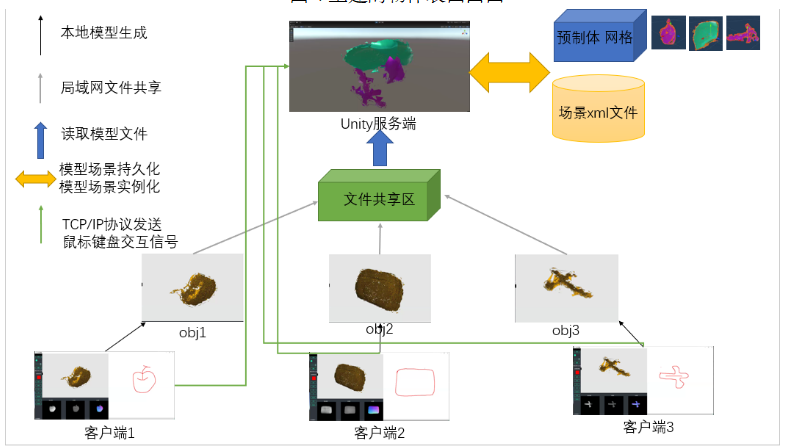 本地模型生成
局域网文件共享
读取模型文件
模型场景持久化
模型场景实例化
TCP/IP协议发送
鼠标键盘交互信号
Unity服务端
预制体 网格
场景xml文件
文件共享区
obj1
obj2
obj3
客户端1
客户端2
客户端3